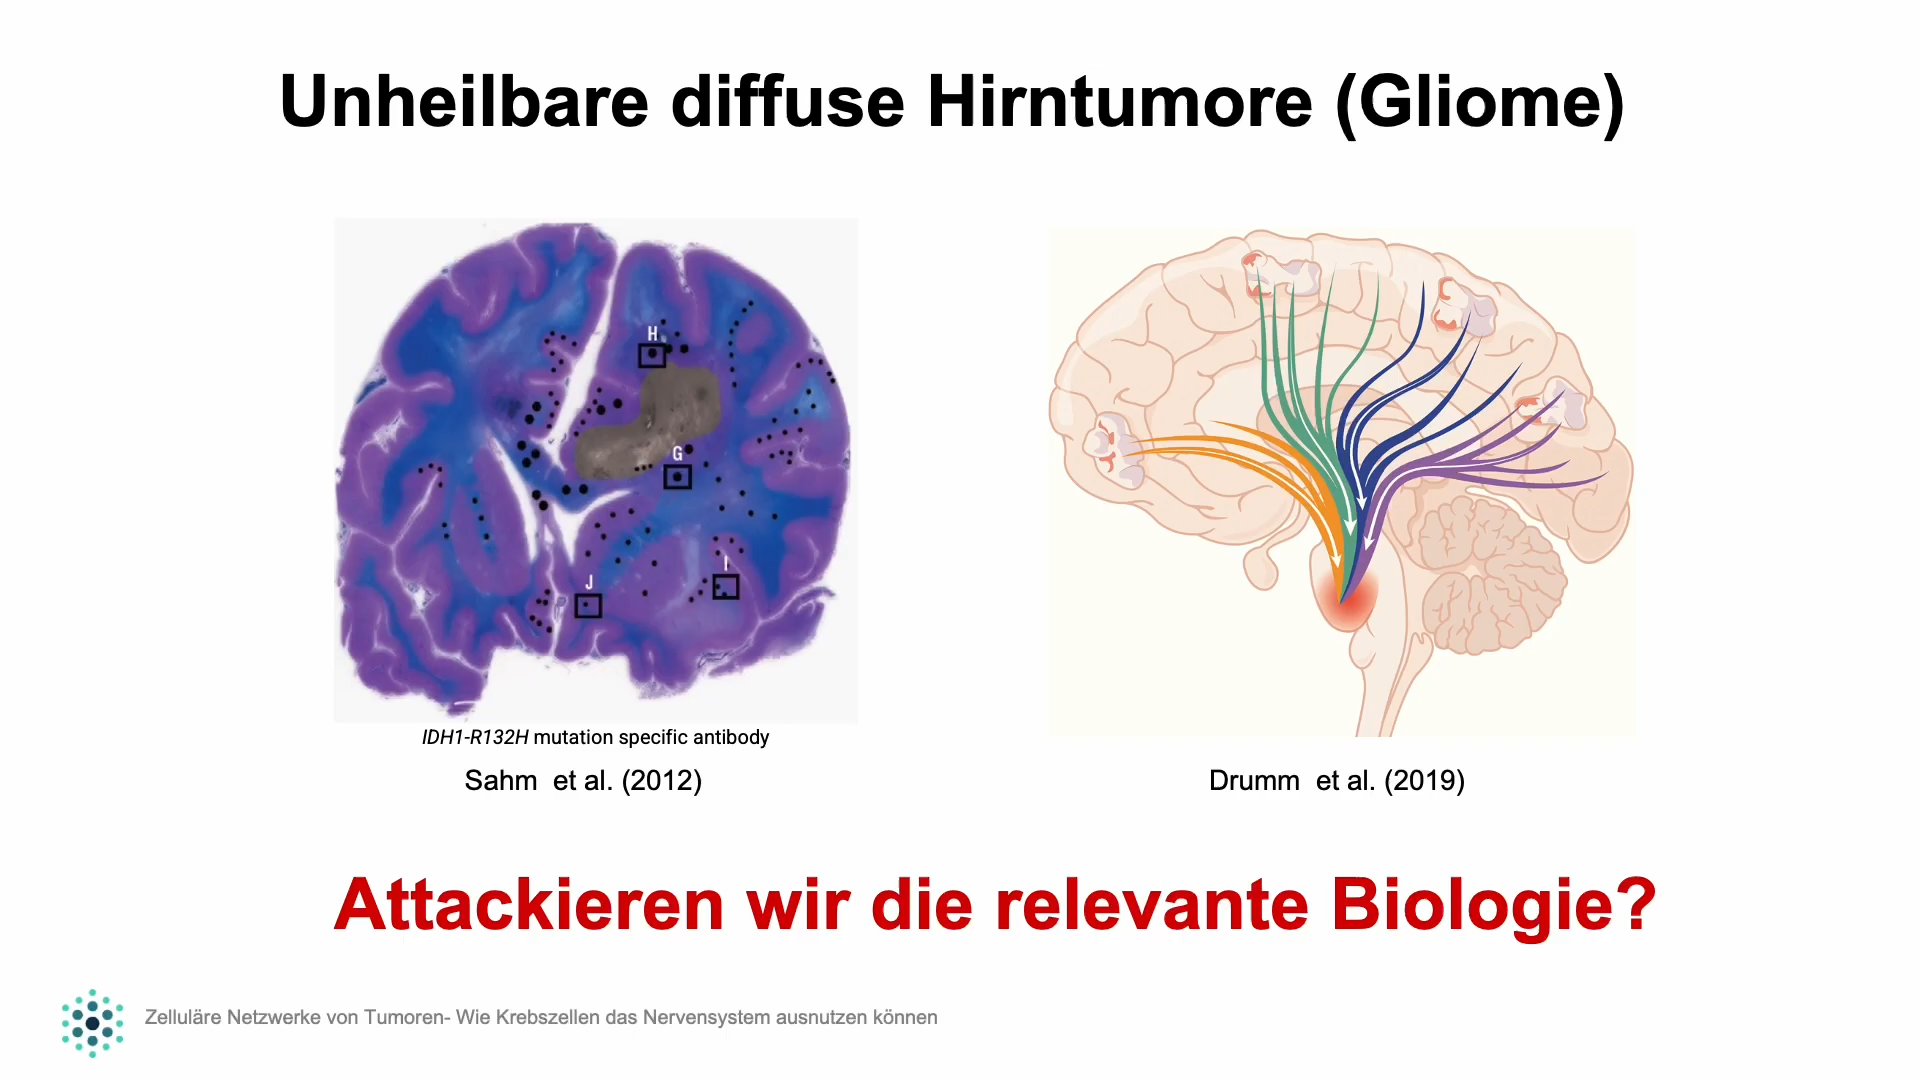 Unheilbare diffuse Hirntumore (Gliome)
H
G
I
J
IDH1-R132H mutation specific antibody
Sahm et al. (2012)
Drumm et al. (2019)
Attackieren wir die relevante Biologie?
Zelluläre Netzwerke von Tumoren- Wie Krebszellen das Nervensystem ausnutzen können